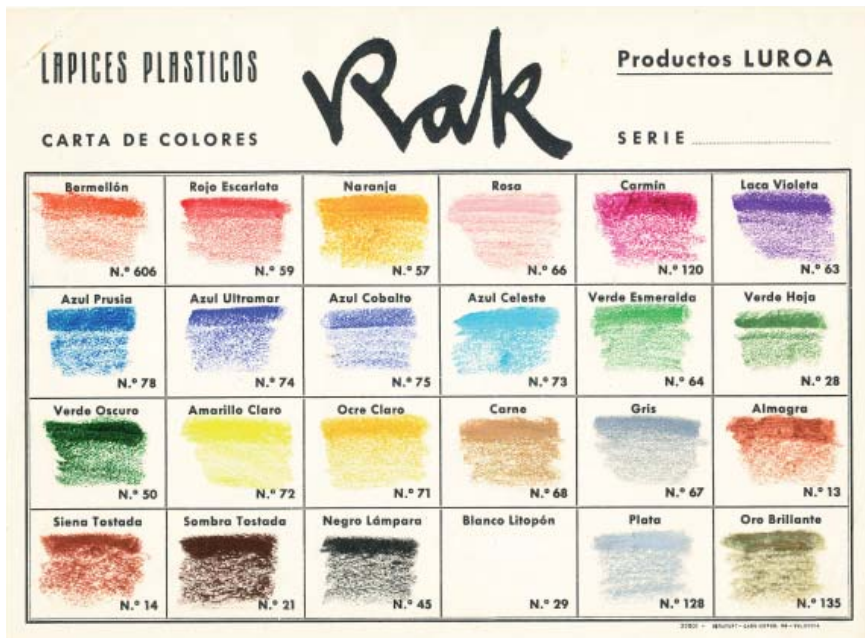 LAPICES PLASTICOS
Rak
Productos LUROA
CARTA DE COLORES
SERIE
Bermellón Rojo Escarlata Naranja Rosa Carmín Laca Violeta
N.º 606 N.º 59 N.º 57 N.º 66 N.º 120 N.º 63
Azul Prusia Azul Ultramar Azul Cobalto Azul Celeste Verde Esmeralda Verde Hoja
N.º 78 N.º 74 N.º 75 N.º 73 N.º 64 N.º 28
Verde Oscuro Amarillo Claro Ocre Claro Carne Gris Almagra
N.º 50 N.º 72 N.º 71 N.º 68 N.º 67 N.º 13
Siena Tostada Sombra Tostada Negro Lámpara Blanco Litopón Plata Oro Brillante
N.º 14 N.º 21 N.º 45 N.º 29 N.º 128 N.º 135